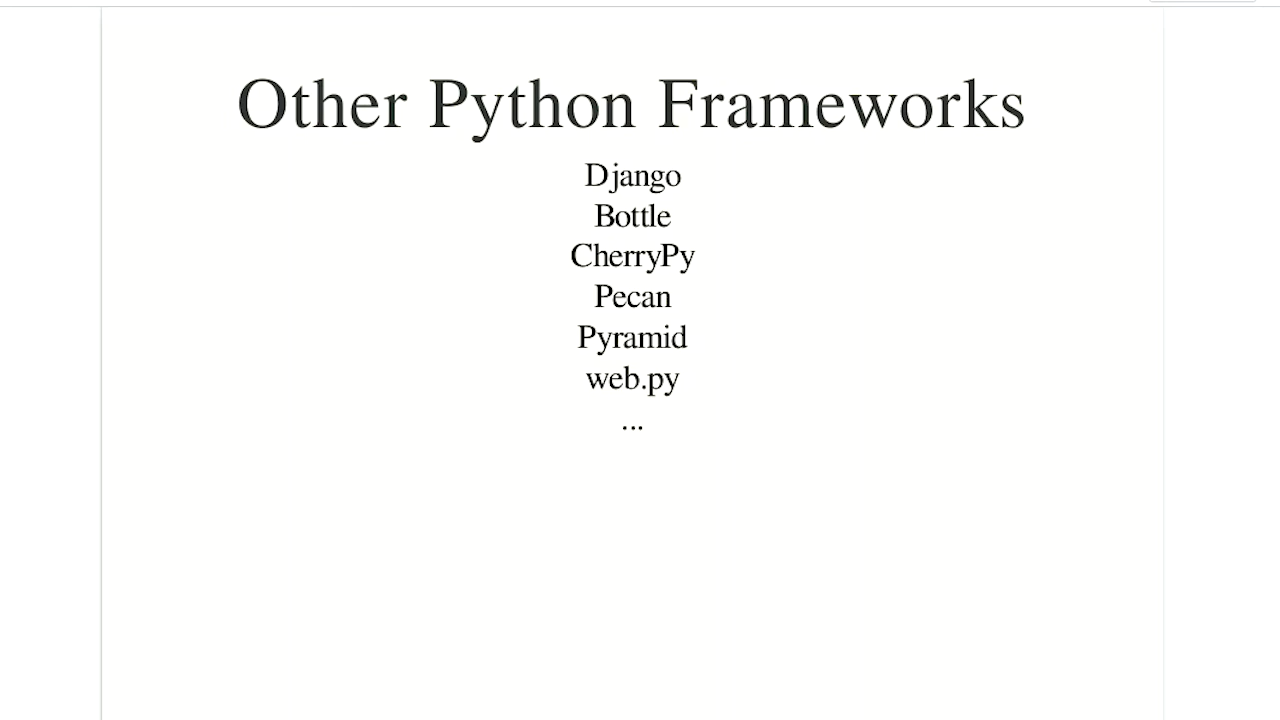 Other Python Frameworks
Django
Bottle
CherryPy
Pecan
Pyramid
web.py
...